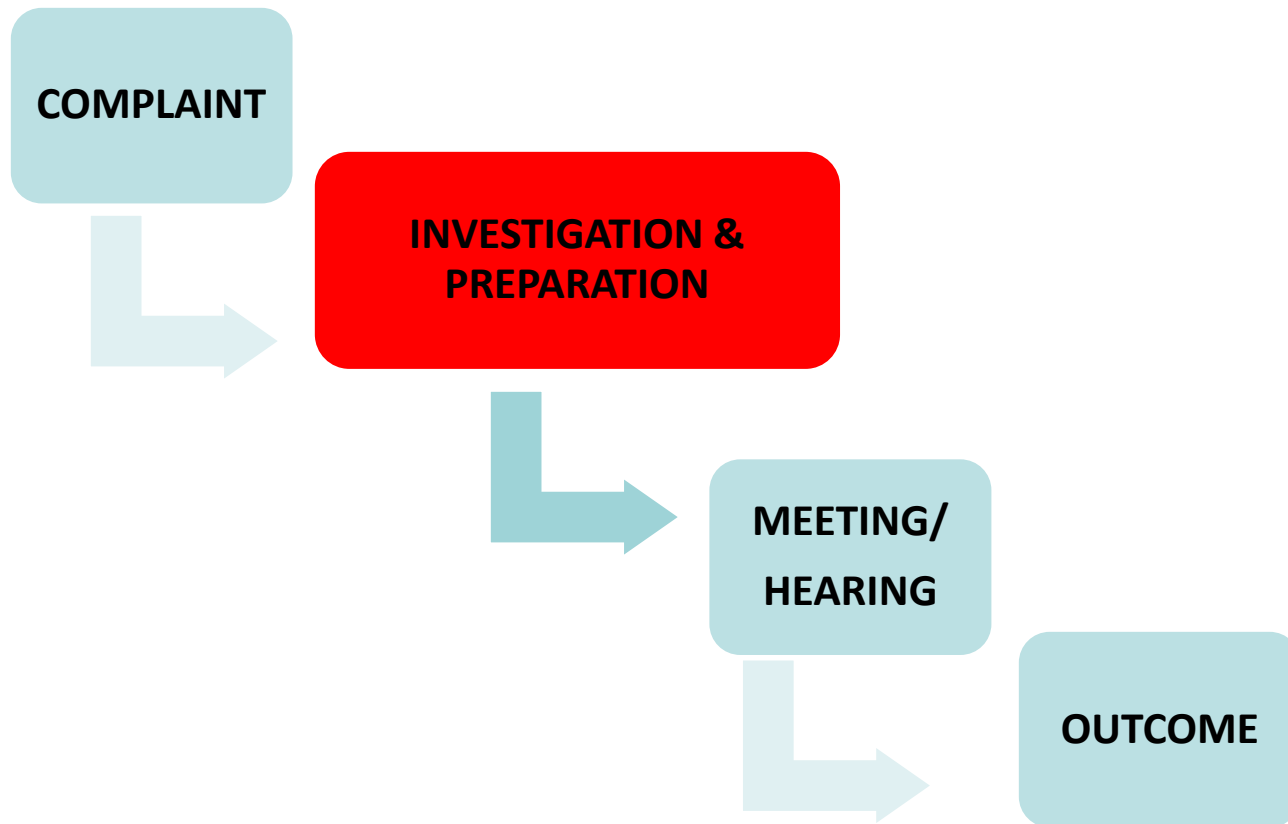 COMPLAINT
INVESTIGATION &
PREPARATION
MEETING/
HEARING
OUTCOME